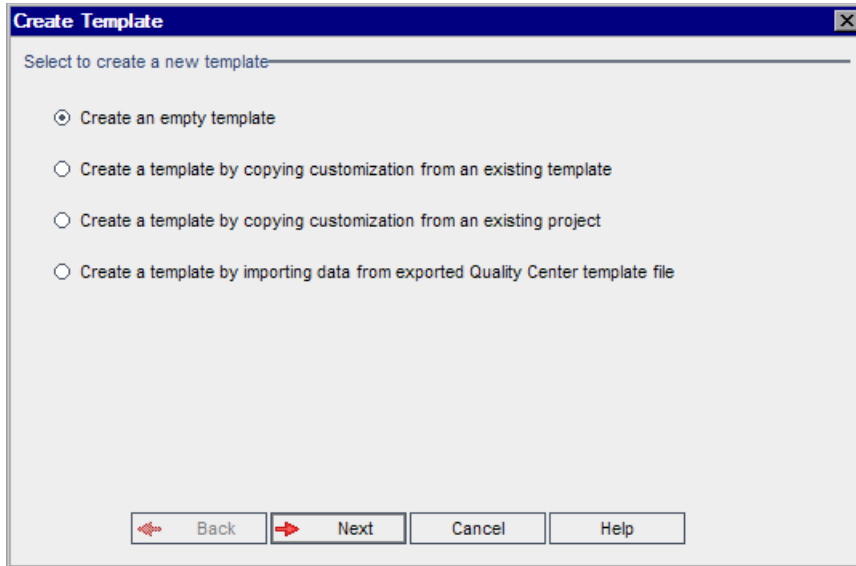 Create Template
Select to create a new template
Create an empty template
Create a template by copying customization from an existing template
Create a template by copying customization from an existing project
Create a template by importing data from exported Quality Center template file
Back Next Cancel Help